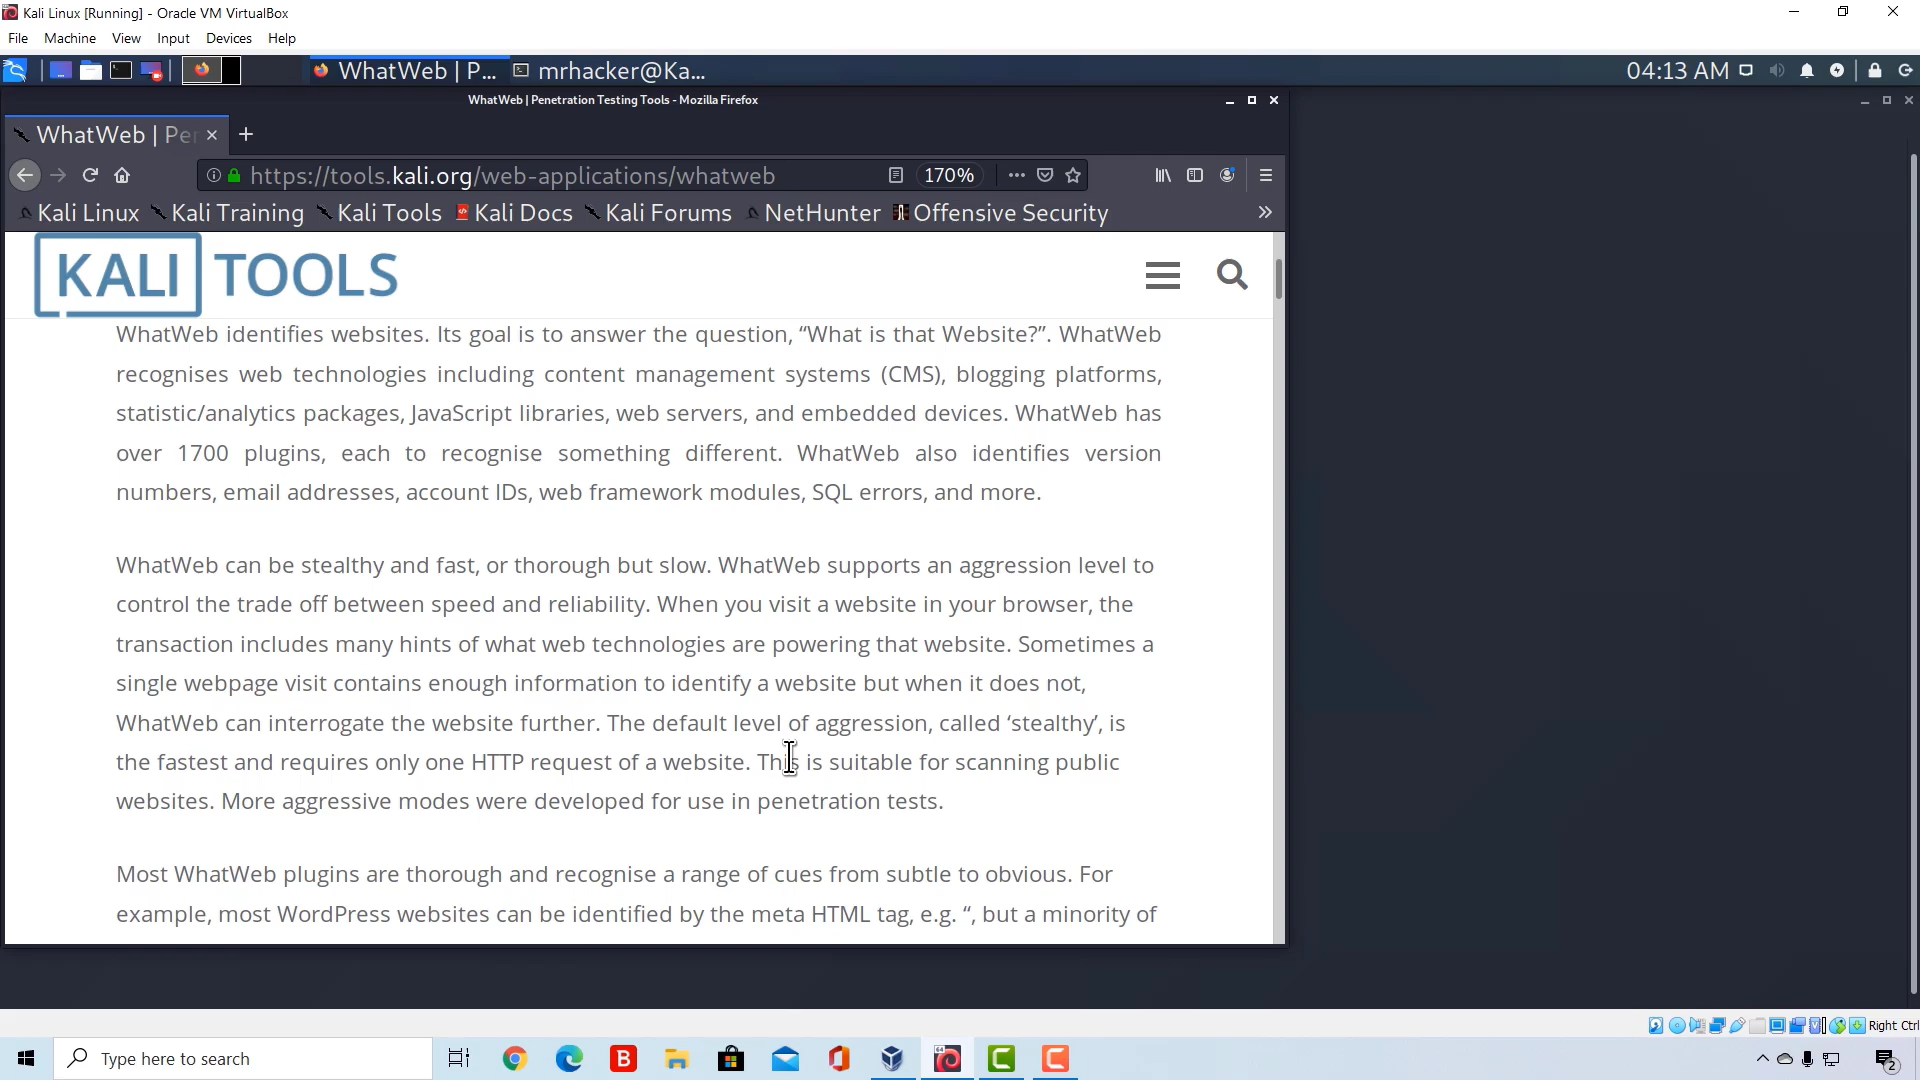 Kali Linux [Running] - Oracle VM VirtualBox
File Machine View Input Devices Help
WhatWeb | P... mrhacker@Ka... 04:13 AM
WhatWeb | Penetration Testing Tools - Mozilla Firefox
WhatWeb | Pe
https://tools.kali.org/web-applications/whatweb 170%
Kali Linux Kali Training Kali Tools Kali Docs Kali Forums NetHunter Offensive Security
KALI TOOLS
WhatWeb identifies websites. Its goal is to answer the question, “What is that Website?”. WhatWeb
recognises web technologies including content management systems (CMS), blogging platforms,
statistic/analytics packages, JavaScript libraries, web servers, and embedded devices. WhatWeb has
over 1700 plugins, each to recognise something different. WhatWeb also identifies version
numbers, email addresses, account IDs, web framework modules, SQL errors, and more.
WhatWeb can be stealthy and fast, or thorough but slow. WhatWeb supports an aggression level to
control the trade off between speed and reliability. When you visit a website in your browser, the
transaction includes many hints of what web technologies are powering that website. Sometimes a
single webpage visit contains enough information to identify a website but when it does not,
WhatWeb can interrogate the website further. The default level of aggression, called ‘stealthy’, is
the fastest and requires only one HTTP request of a website. This is suitable for scanning public
websites. More aggressive modes were developed for use in penetration tests.
Most WhatWeb plugins are thorough and recognise a range of cues from subtle to obvious. For
example, most WordPress websites can be identified by the meta HTML tag, e.g. “, but a minority of
Right Ctrl
Type here to search
B
C
C
2